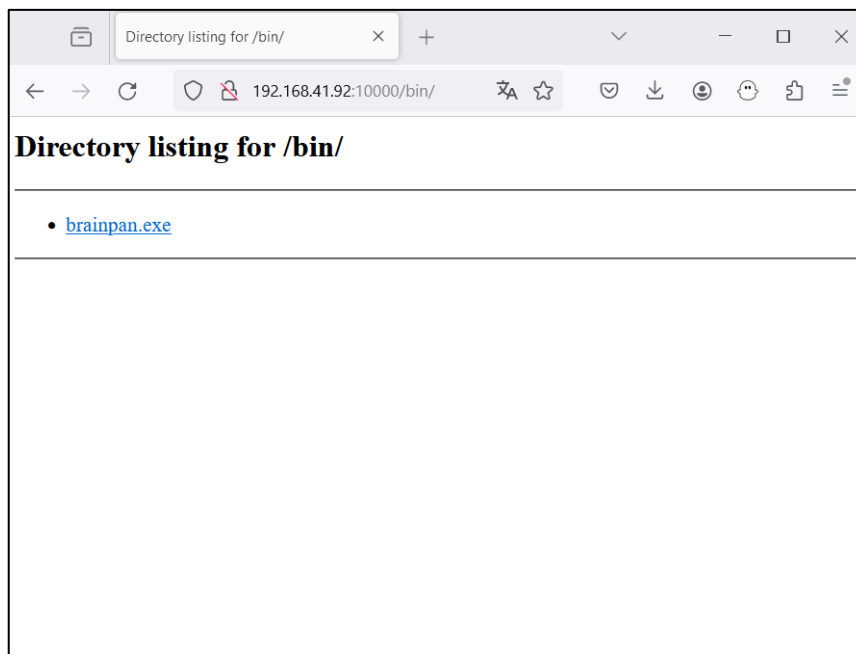 Directory listing for /bin/
192.168.41.92:10000/bin/
Directory listing for /bin/
brainpan.exe